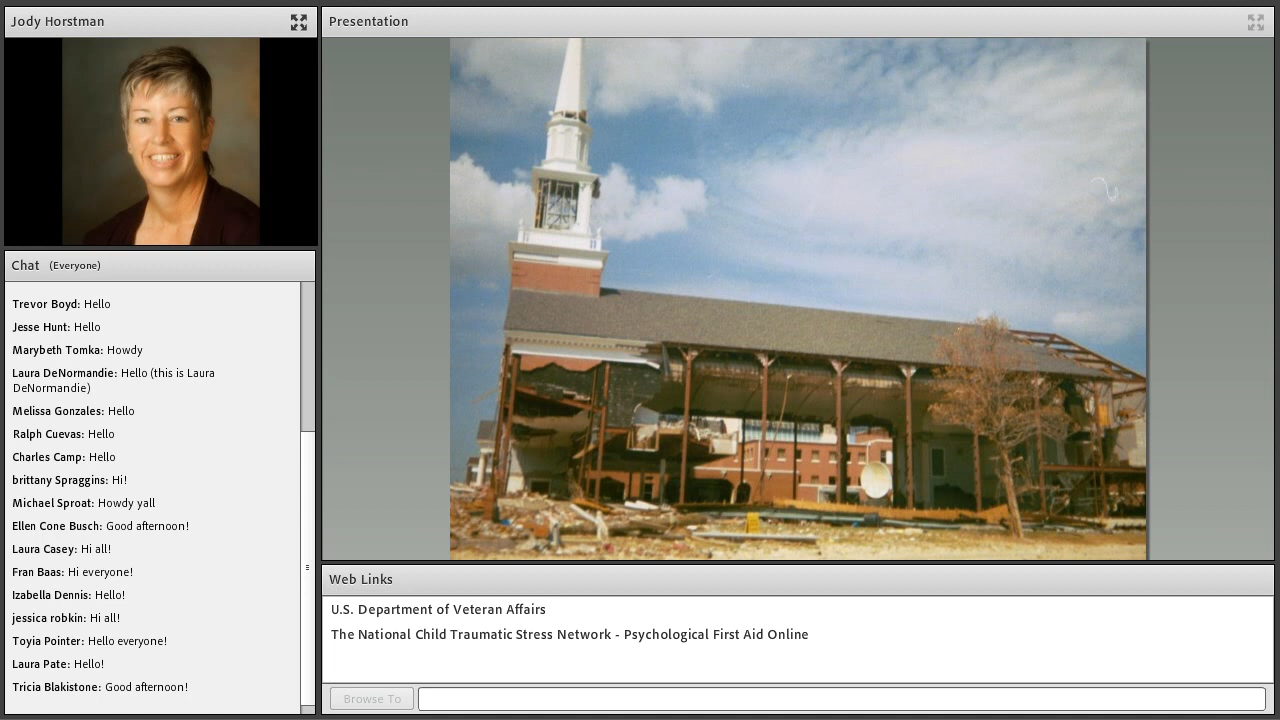 Jody Horstman
Presentation
Chat (Everyone)
Trevor Boyd: Hello
Jesse Hunt: Hello
Marybeth Tomka: Howdy
Laura DeNormandie: Hello (this is Laura
DeNormandie)
Melissa Gonzales: Hello
Ralph Cuevas: Hello
Charles Camp: Hello
brittany Spraggins: Hi!
Michael Sproat: Howdy yall
Ellen Cone Busch: Good afternoon!
Laura Casey: Hi all!
Fran Baas: Hi everyone!
Izabella Dennis: Hello!
jessica robkin: Hi all!
Toyia Pointer: Hello everyone!
Laura Pate: Hello!
Tricia Blakistone: Good afternoon!
Web Links
U.S. Department of Veteran Affairs
The National Child Traumatic Stress Network - Psychological First Aid Online
Browse To